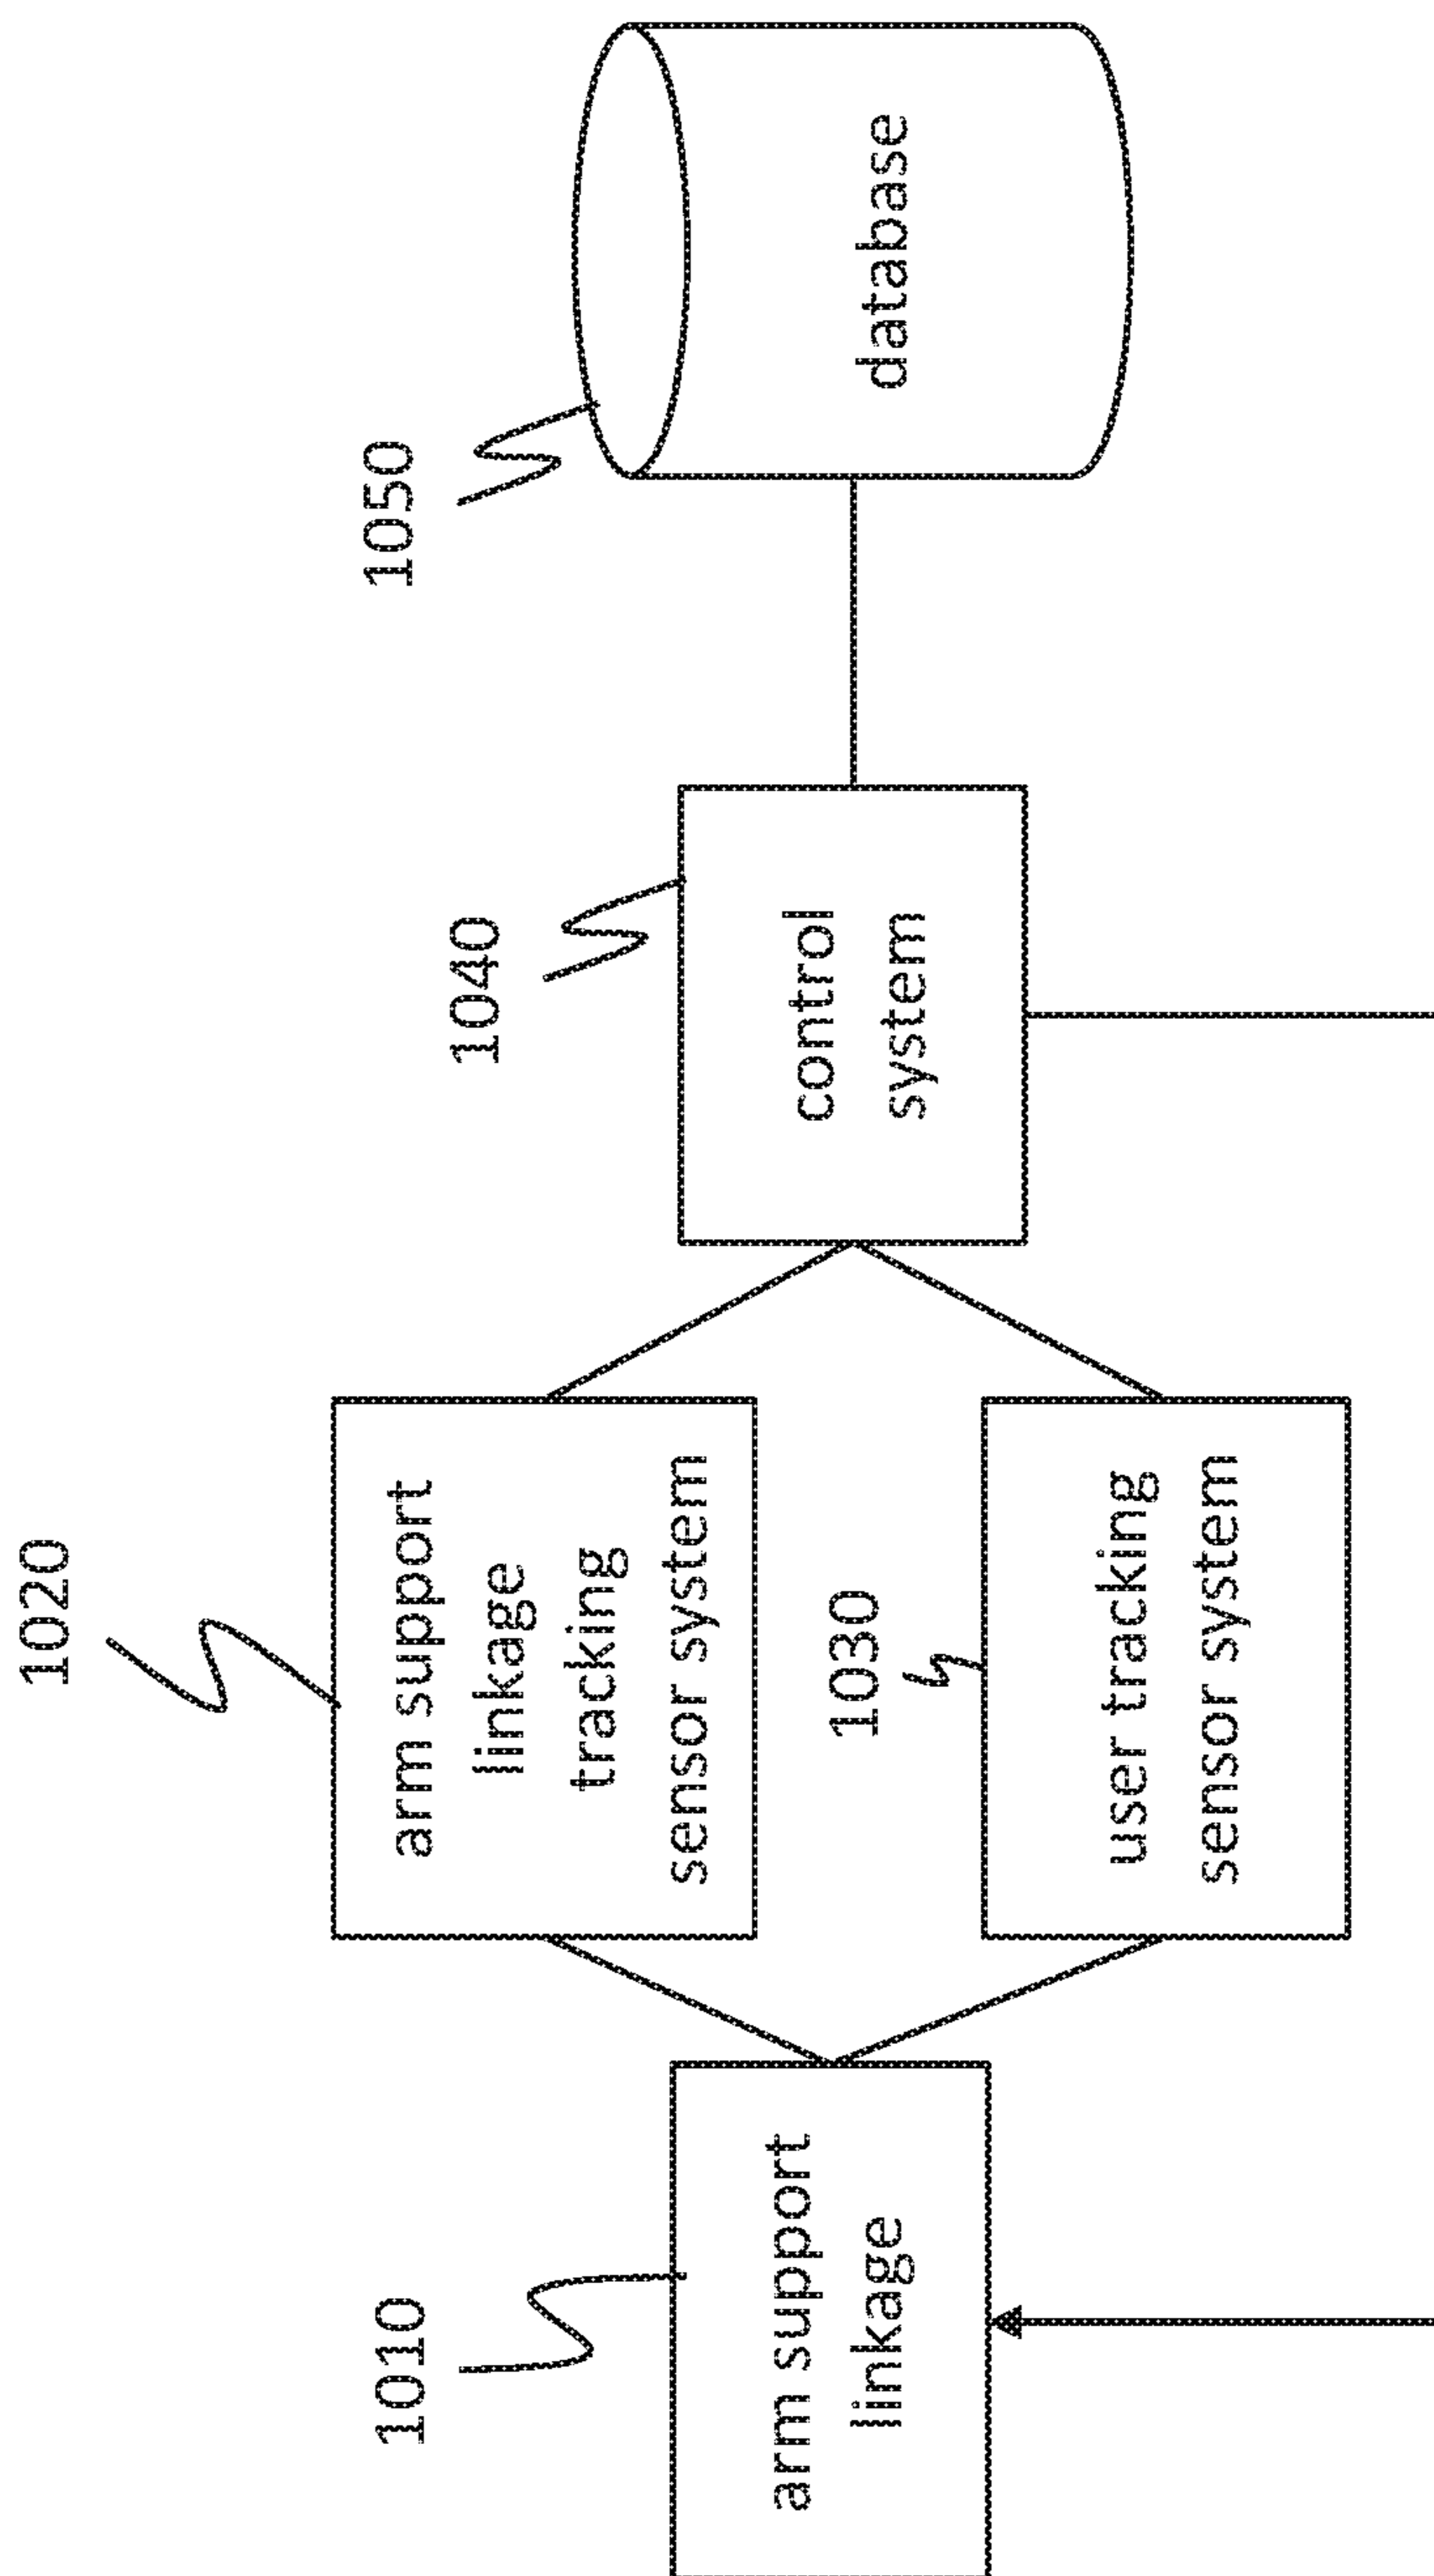 1010
arm support
linkage
1020
arm support
linkage
tracking
sensor system
1030
user tracking
sensor system
1040
control
system
1050
database